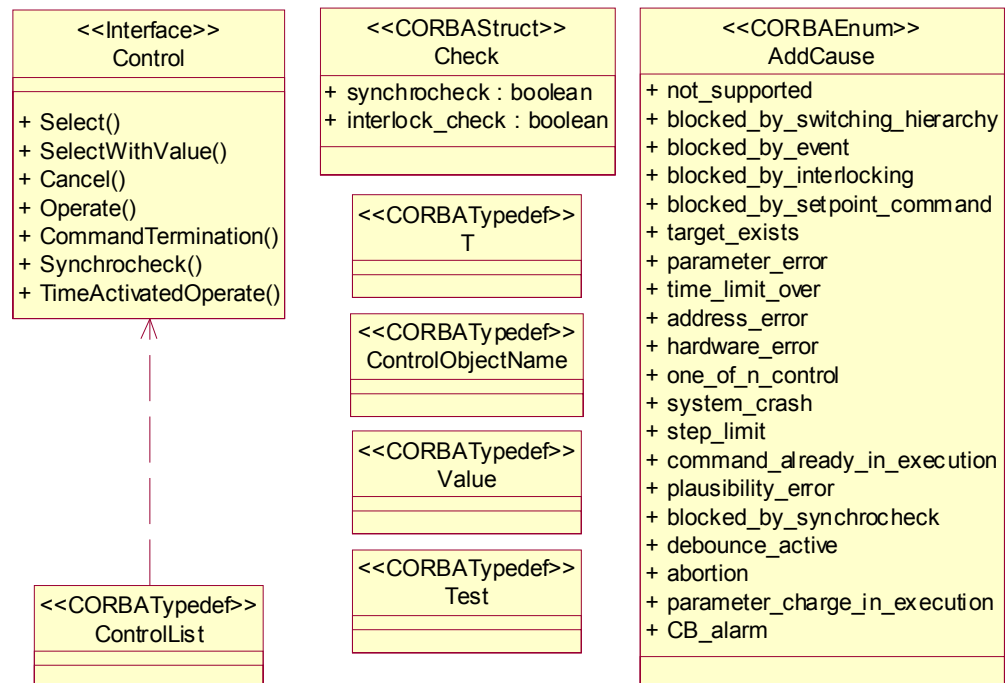 <<Interface>>
Control
+ Select()
+ SelectWithValue()
+ Cancel()
+ Operate()
+ CommandTermination()
+ Synchrocheck()
+ TimeActivatedOperate()
<<CORBATypedef>>
ControlList
<<CORBAStruct>>
Check
+ synchrocheck : boolean
+ interlock_check : boolean
<<CORBATypedef>>
T
<<CORBATypedef>>
ControlObjectName
<<CORBATypedef>>
Value
<<CORBATypedef>>
Test
<<CORBAEnum>>
AddCause
+ not_supported
+ blocked_by_switching_hierarchy
+ blocked_by_event
+ blocked_by_interlocking
+ blocked_by_setpoint_command
+ target_exists
+ parameter_error
+ time_limit_over
+ address_error
+ hardware_error
+ one_of_n_control
+ system_crash
+ step_limit
+ command_already_in_execution
+ plausibility_error
+ blocked_by_synchrocheck
+ debounce_active
+ abortion
+ parameter_charge_in_execution
+ CB_alarm